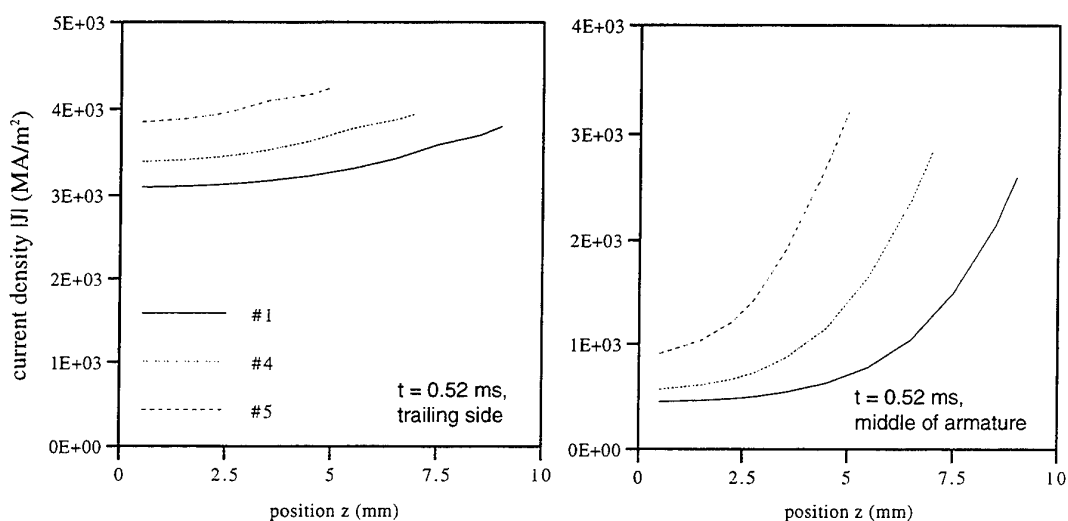 current density |J| (MA/m²)
5E+03
4E+03
3E+03
2E+03
1E+03
0E+00
#1
#4
#5
t = 0.52 ms,
trailing side
0
2.5
5
7.5
10
position z (mm)
4E+03
3E+03
2E+03
1E+03
0E+00
t = 0.52 ms,
middle of armature
0
2.5
5
7.5
10
position z (mm)